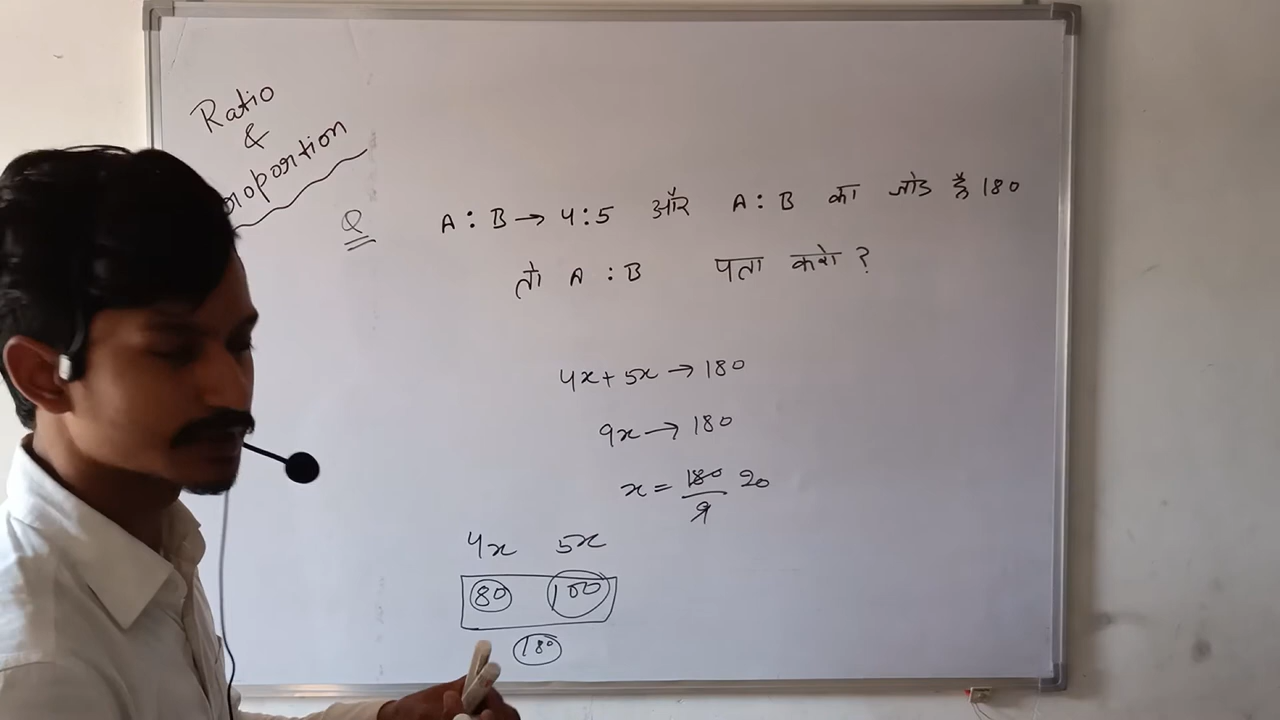 Ratio
&
roportion
Q A : B → 4 : 5 और A : B का जोड है 180
तो A : B पता करो ?
4x + 5x → 180
9x → 180
x = 180/9 20
4x 5x
80 100
180